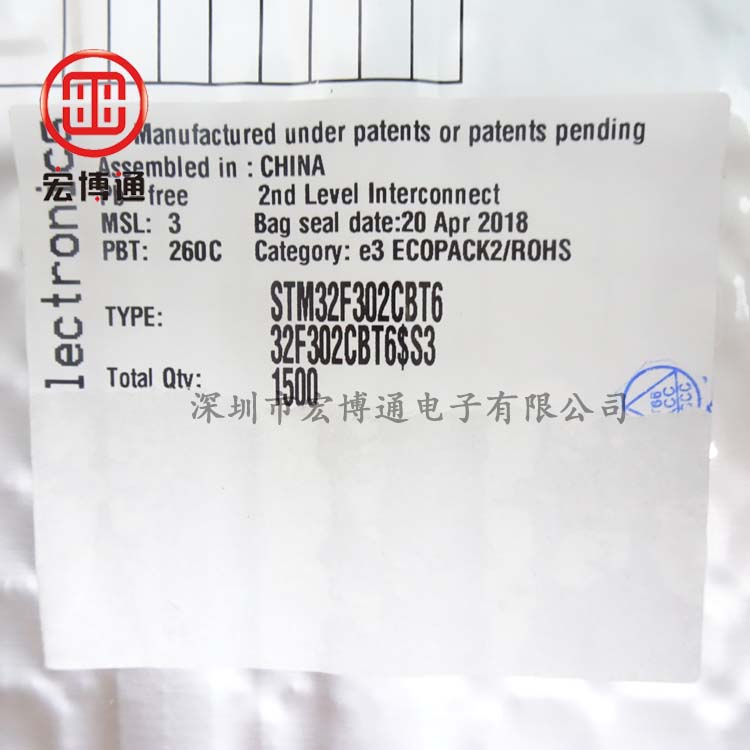 宏博通
lectronics
Manufactured under patents or patents pending
Assembled in : CHINA
Pb free 2nd Level Interconnect
MSL: 3 Bag seal date:20 Apr 2018
PBT: 260C Category: e3 ECOPACK2/ROHS
TYPE: STM32F302CBT6
32F302CBT6$S3
Total Qty: 1500
深圳市宏博通电子有限公司